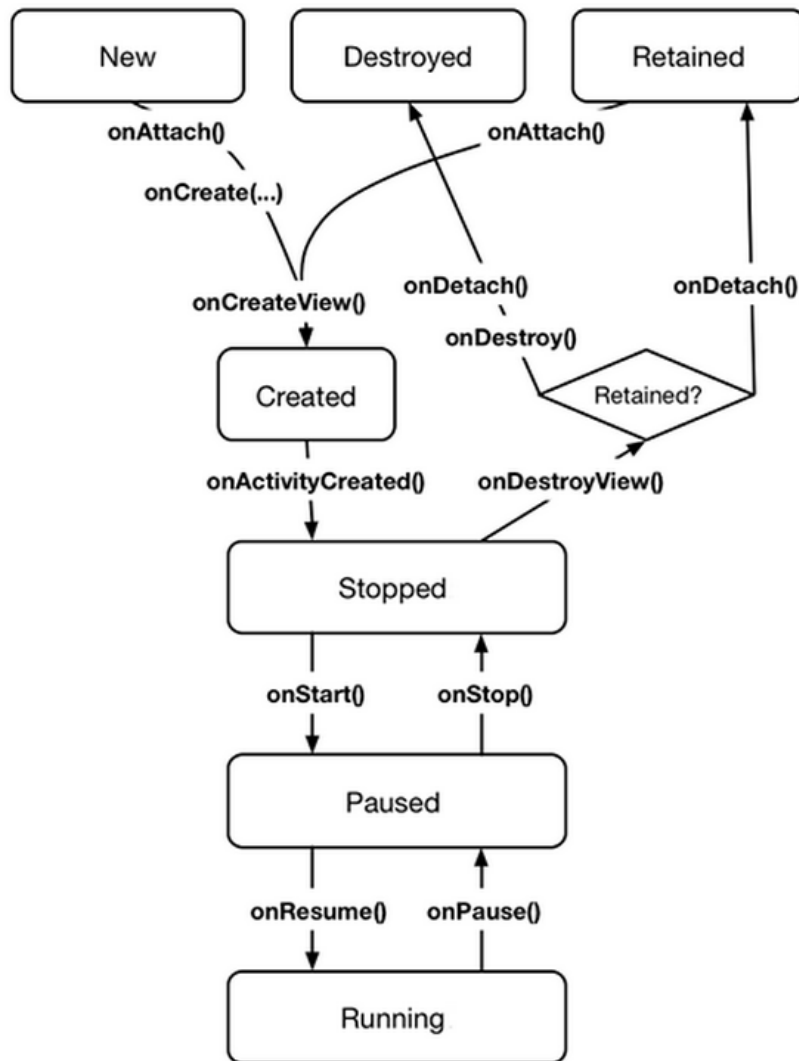 New
Destroyed
Retained
onAttach()
onAttach()
onCreate(...)
onDetach()
onDetach()
onCreateView()
onDestroy()
Created
Retained?
onActivityCreated()
onDestroyView()
Stopped
onStart()
onStop()
Paused
onResume()
onPause()
Running